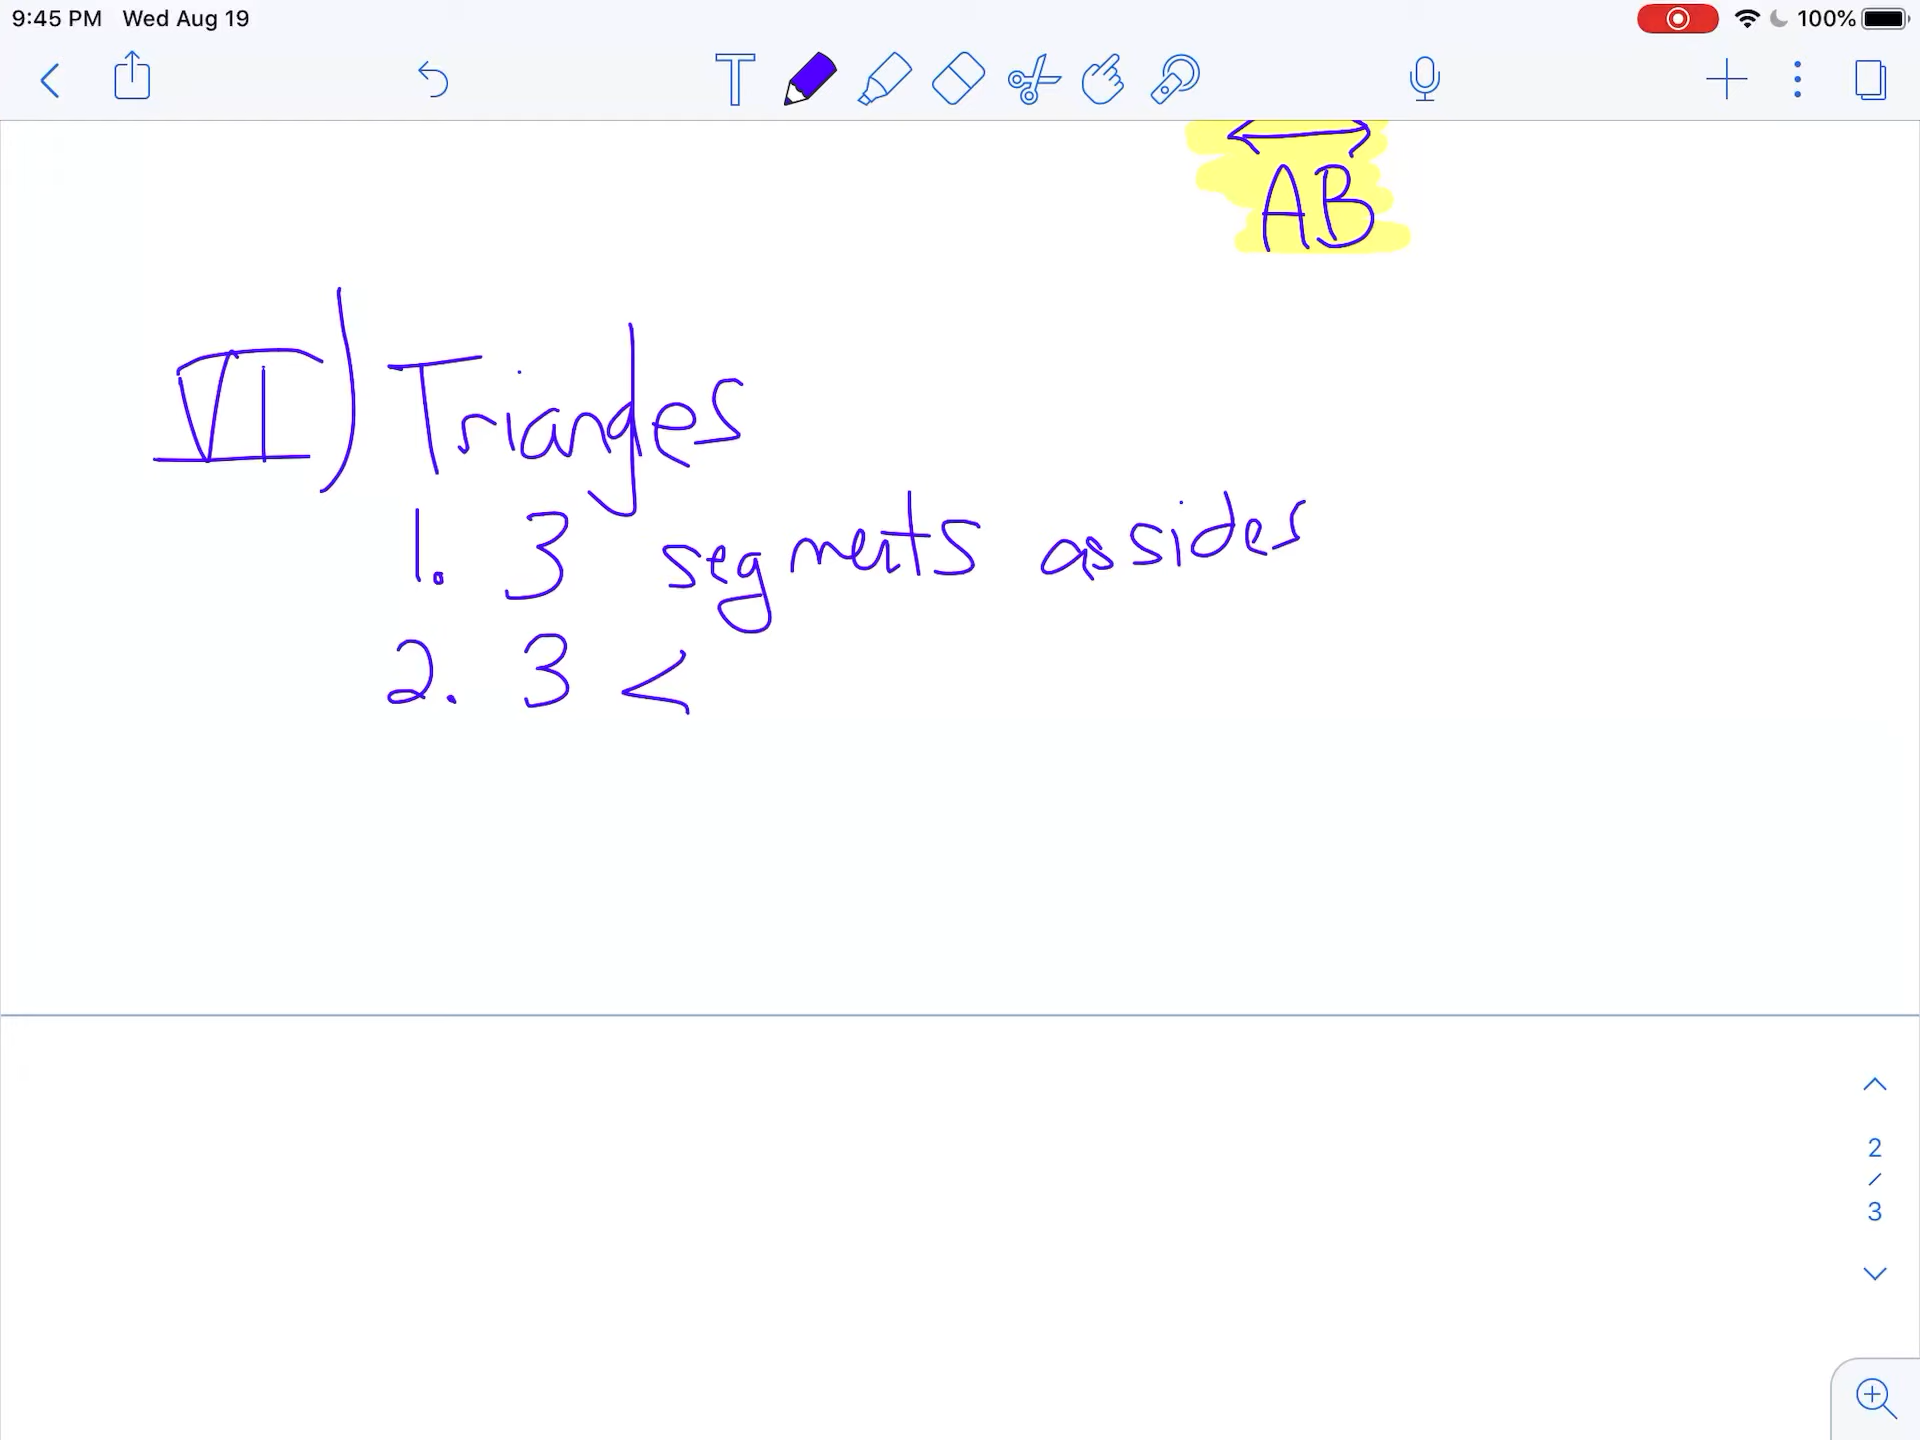 9:45 PM Wed Aug 19 100%
AB
VI) Triangles
1. 3 segments as sides
2. 3 <
2
/
3